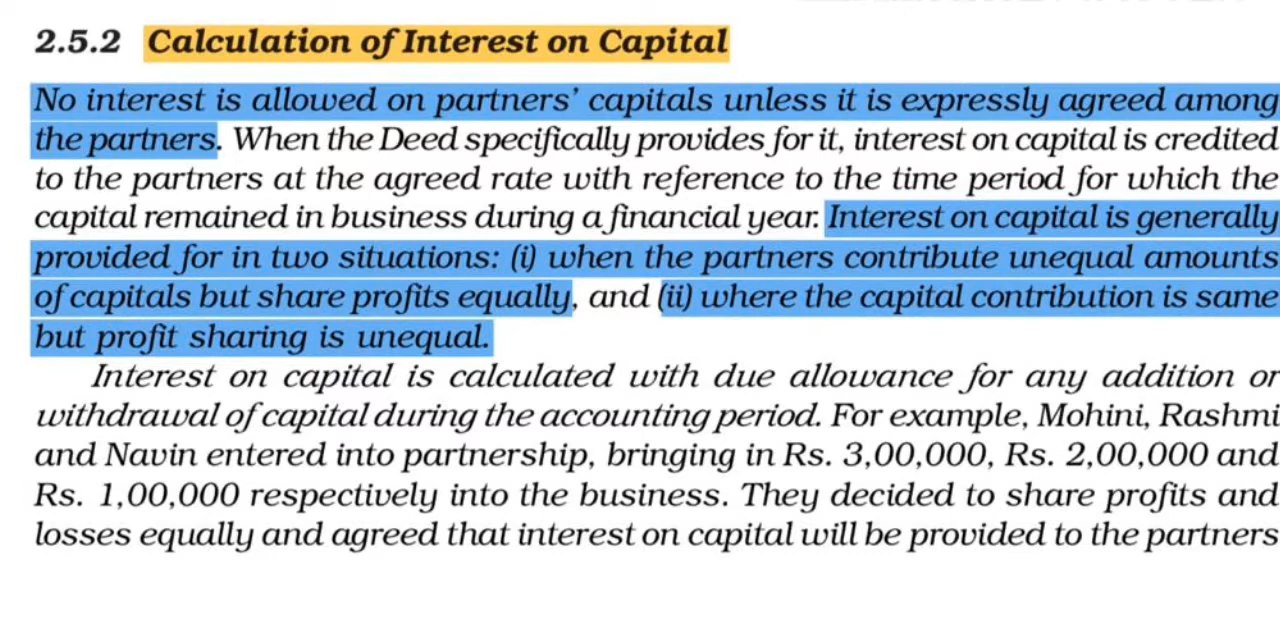 2.5.2 Calculation of Interest on Capital
No interest is allowed on partners’ capitals unless it is expressly agreed among
the partners. When the Deed specifically provides for it, interest on capital is credited
to the partners at the agreed rate with reference to the time period for which the
capital remained in business during a financial year. Interest on capital is generally
provided for in two situations: (i) when the partners contribute unequal amounts
of capitals but share profits equally, and (ii) where the capital contribution is same
but profit sharing is unequal.
Interest on capital is calculated with due allowance for any addition or
withdrawal of capital during the accounting period. For example, Mohini, Rashmi
and Navin entered into partnership, bringing in Rs. 3,00,000, Rs. 2,00,000 and
Rs. 1,00,000 respectively into the business. They decided to share profits and
losses equally and agreed that interest on capital will be provided to the partners